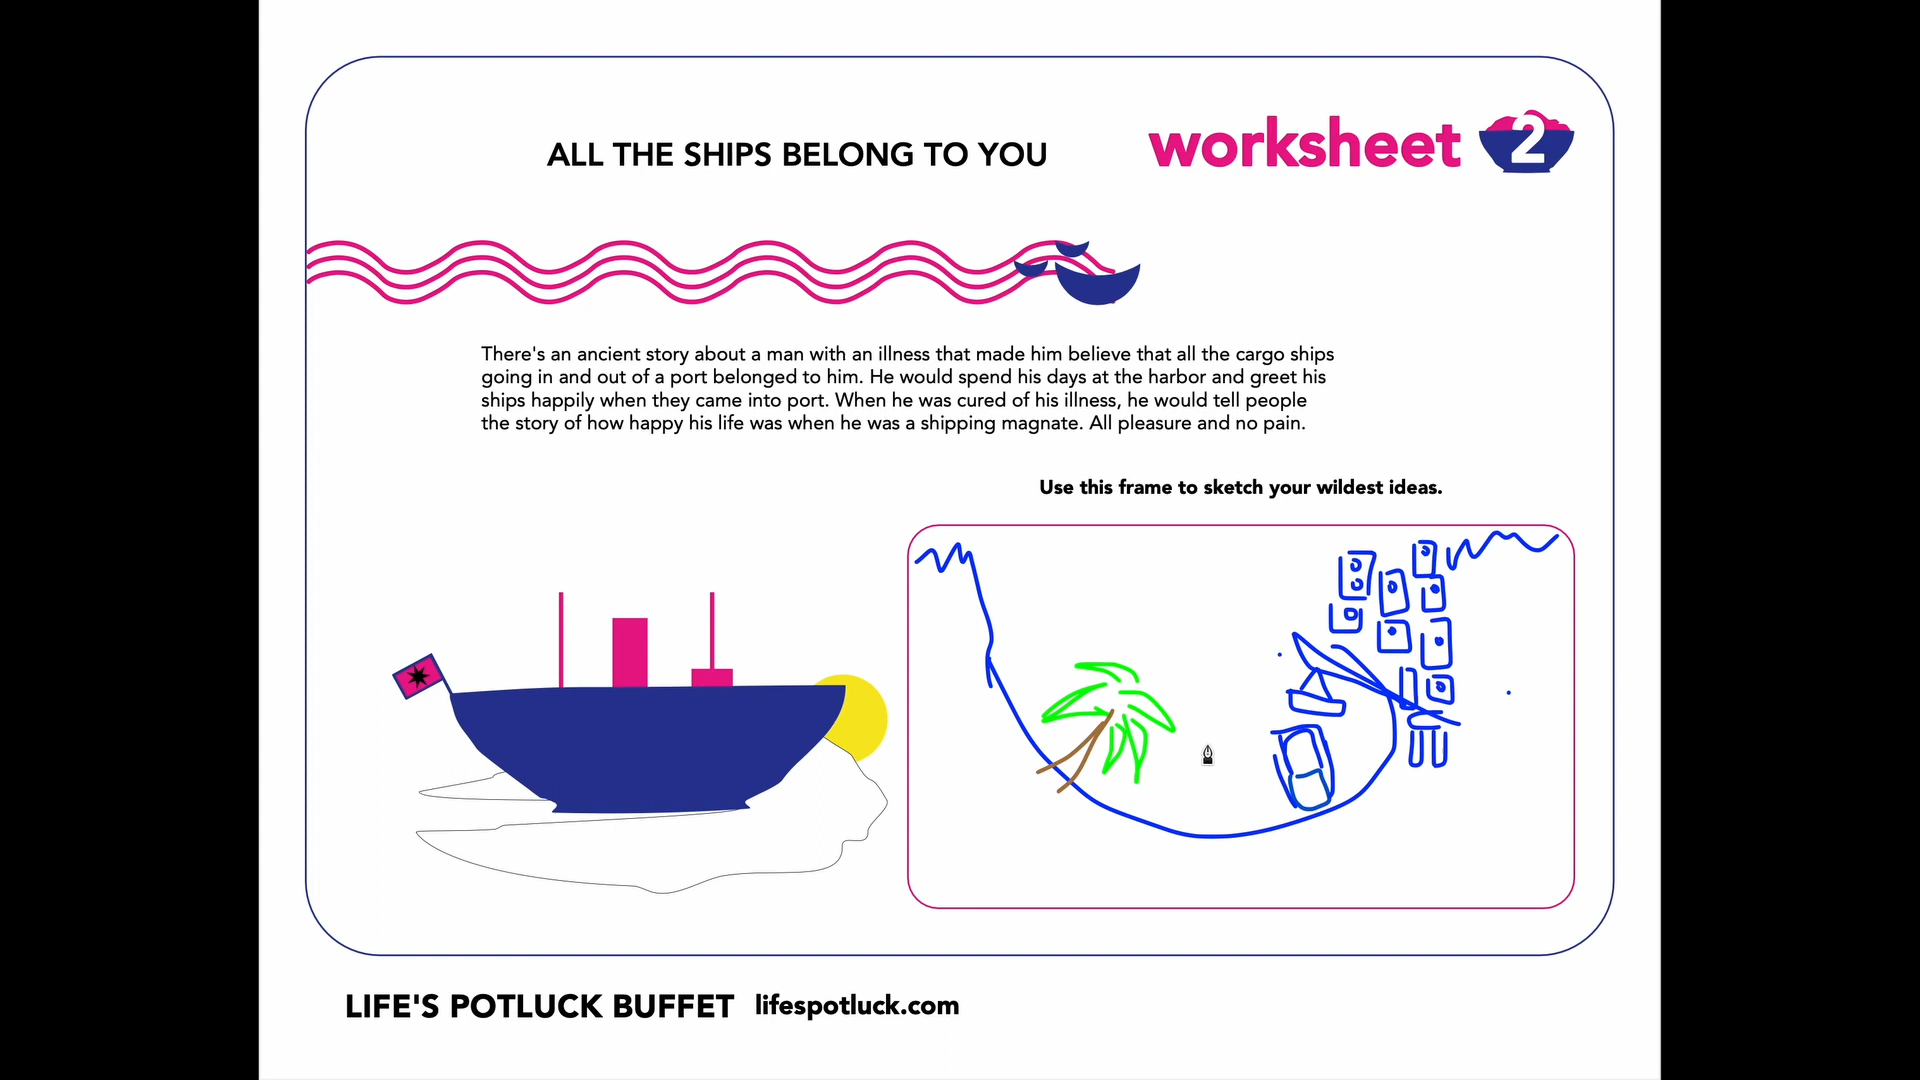 ALL THE SHIPS BELONG TO YOU
worksheet 2
There's an ancient story about a man with an illness that made him believe that all the cargo ships
going in and out of a port belonged to him. He would spend his days at the harbor and greet his
ships happily when they came into port. When he was cured of his illness, he would tell people
the story of how happy his life was when he was a shipping magnate. All pleasure and no pain.
Use this frame to sketch your wildest ideas.
LIFE'S POTLUCK BUFFET lifespotluck.com